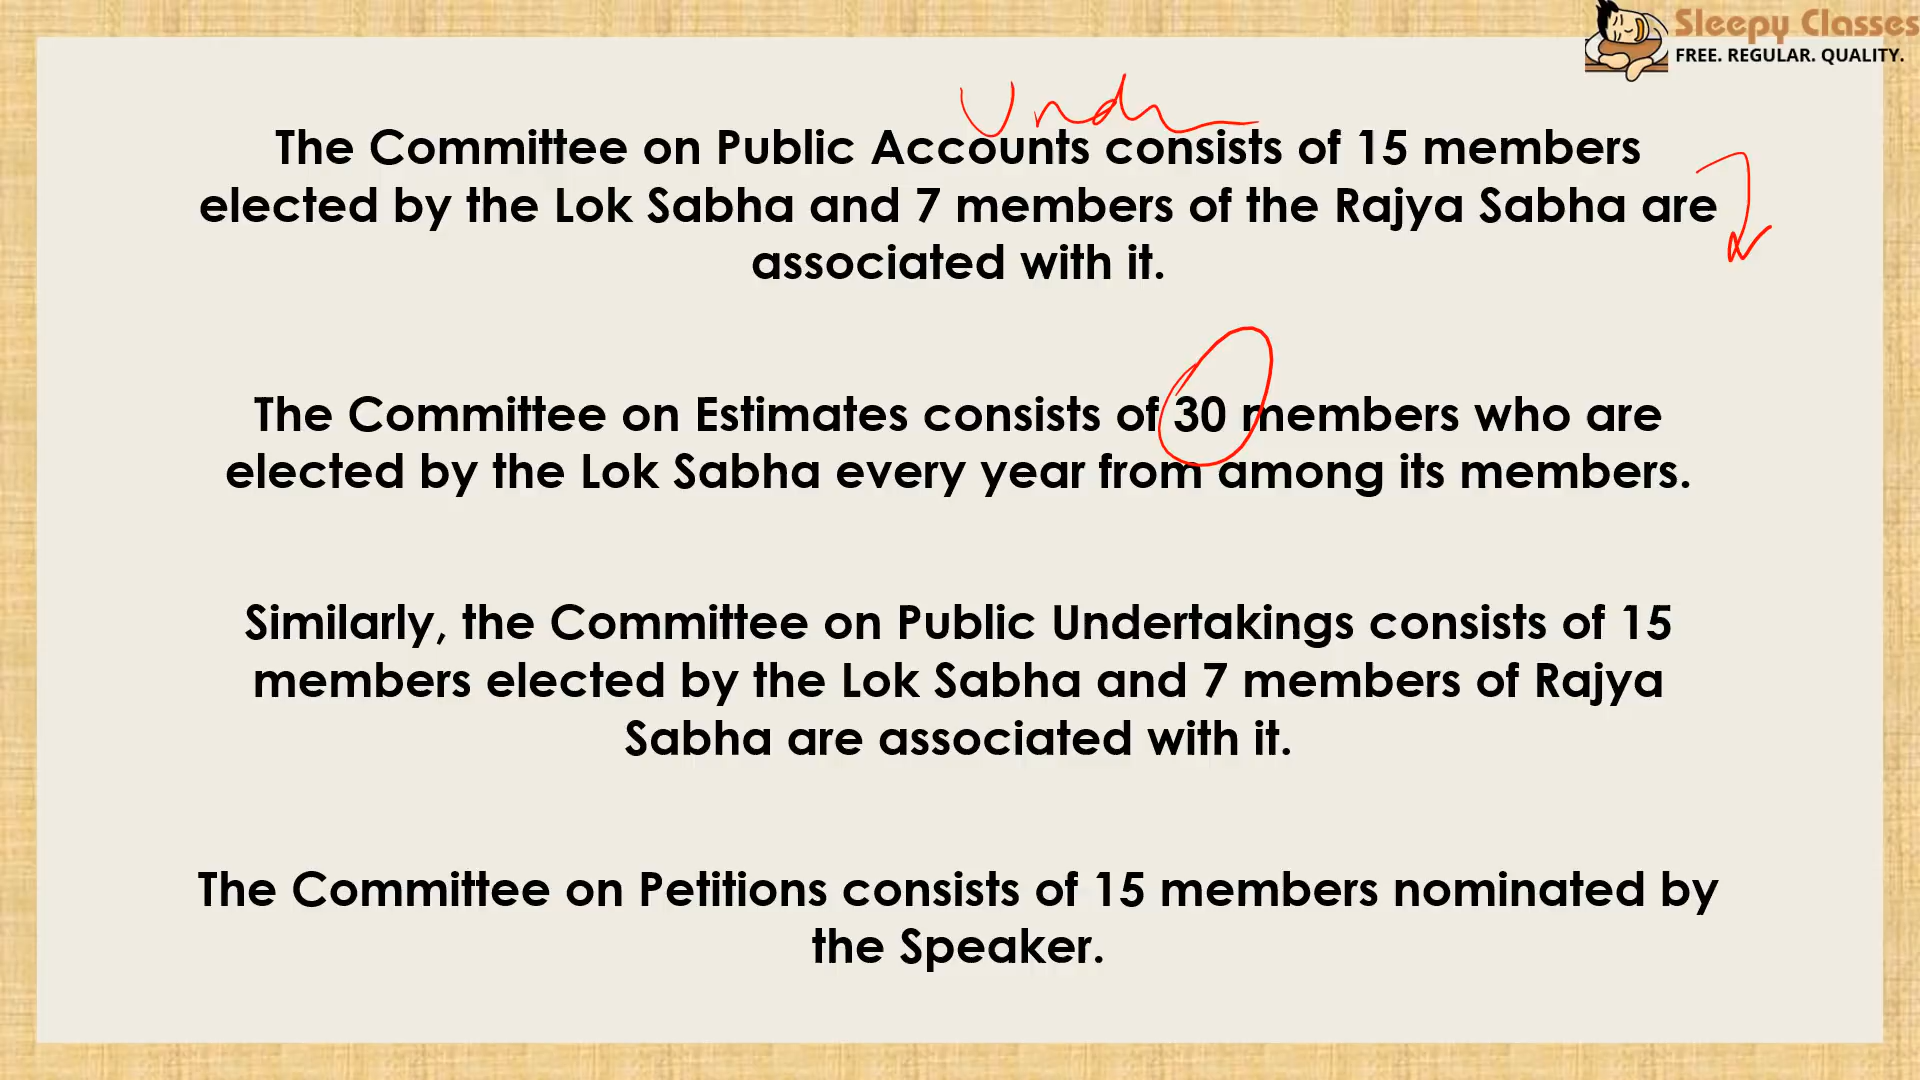 Sleepy Classes
FREE. REGULAR. QUALITY.
The Committee on Public Accounts consists of 15 members
elected by the Lok Sabha and 7 members of the Rajya Sabha are
associated with it.
The Committee on Estimates consists of 30 members who are
elected by the Lok Sabha every year from among its members.
Similarly, the Committee on Public Undertakings consists of 15
members elected by the Lok Sabha and 7 members of Rajya
Sabha are associated with it.
The Committee on Petitions consists of 15 members nominated by
the Speaker.